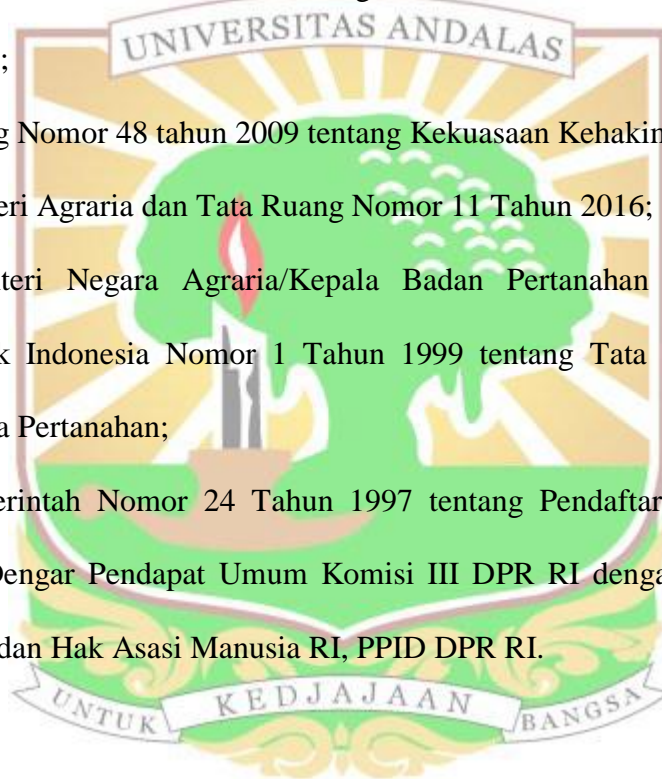 UNIVERSITAS ANDALAS
;
g Nomor 48 tahun 2009 tentang Kekuasaan Kehakim
eri Agraria dan Tata Ruang Nomor 11 Tahun 2016;
teri Negara Agraria/Kepala Badan Pertanahan
k Indonesia Nomor 1 Tahun 1999 tentang Tata
a Pertanahan;
erintah Nomor 24 Tahun 1997 tentang Pendaftar
Dengar Pendapat Umum Komisi III DPR RI denga
dan Hak Asasi Manusia RI, PPID DPR RI.
UNTUK KEDJAJAAN BANGSA